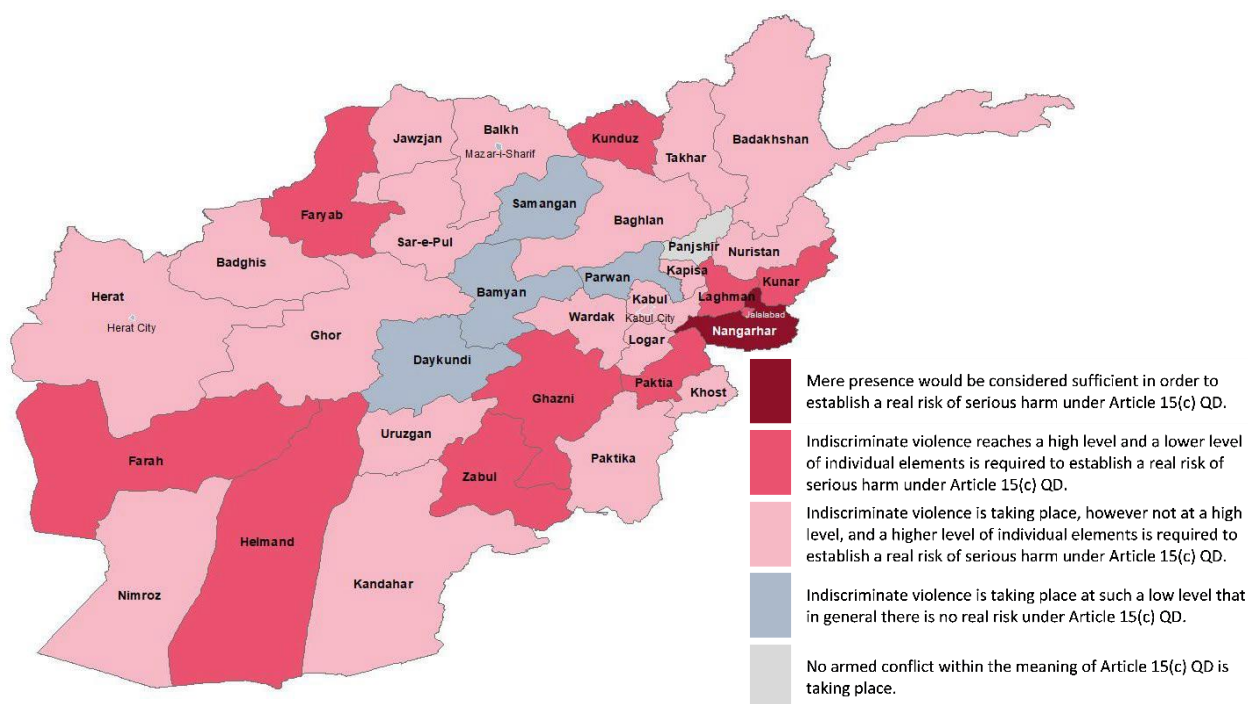 Jawzjan
Balkh
Mazar-i-Sharif
Kunduz
Takhar
Badakhshan
Samangan
Faryab
Baghlan
Sar-e-Pul
Panjshir
Nuristan
Badghis
Parwan
Kapisa
Kunar
Herat
Bamyan
Laghman
Kabul
Herat City
Kabul City
Jalalabad
Ghor
Wardak
Nangarhar
Logar
Daykundi
Paktia
Khost
Ghazni
Uruzgan
Farah
Paktika
Zabul
Helmand
Kandahar
Nimroz
Mere presence would be considered sufficient in order to
establish a real risk of serious harm under Article 15(c) QD.
Indiscriminate violence reaches a high level and a lower level
of individual elements is required to establish a real risk of
serious harm under Article 15(c) QD.
Indiscriminate violence is taking place, however not at a high
level, and a higher level of individual elements is required to
establish a real risk of serious harm under Article 15(c) QD.
Indiscriminate violence is taking place at such a low level that
in general there is no real risk under Article 15(c) QD.
No armed conflict within the meaning of Article 15(c) QD is
taking place.